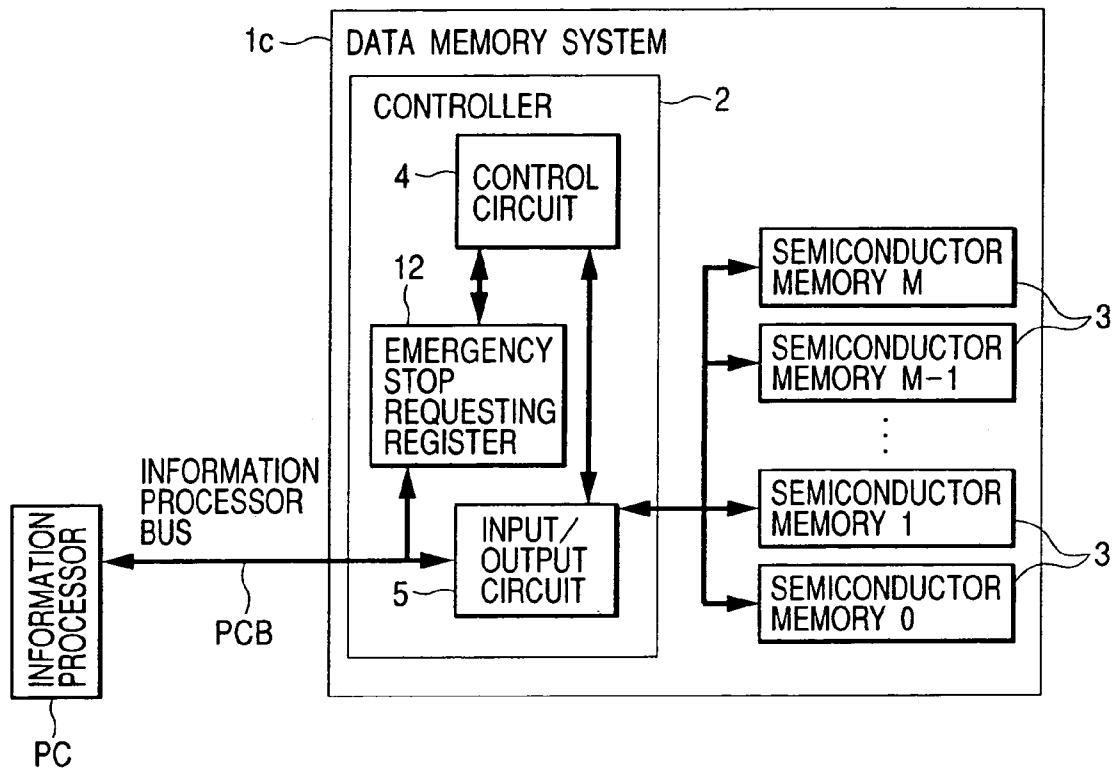 1c
DATA MEMORY SYSTEM
CONTROLLER
2
4
CONTROL
CIRCUIT
12
EMERGENCY
STOP
REQUESTING
REGISTER
SEMICONDUCTOR
MEMORY M
3
SEMICONDUCTOR
MEMORY M-1
INFORMATION
PROCESSOR
BUS
INPUT/
OUTPUT
CIRCUIT
5
SEMICONDUCTOR
MEMORY 1
3
SEMICONDUCTOR
MEMORY 0
INFORMATION
PROCESSOR
PCB
PC